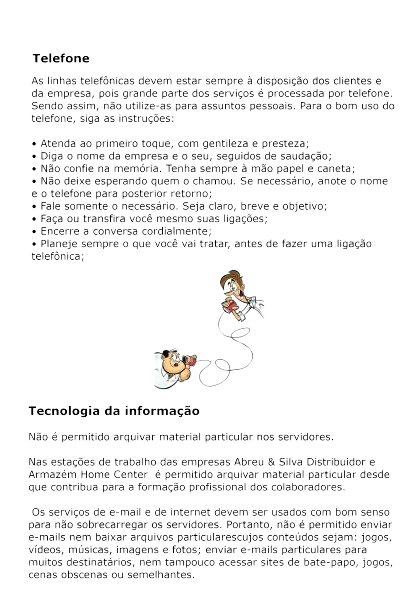 Telefone
As linhas telefônicas devem estar sempre à disposição dos clientes e
da empresa, pois grande parte dos serviços é processada por telefone.
Sendo assim, não utilize-as para assuntos pessoais. Para o bom uso do
telefone, siga as instruções:
• Atenda ao primeiro toque, com gentileza e presteza;
• Diga o nome da empresa e o seu, seguidos de saudação;
• Não confie na memória. Tenha sempre à mão papel e caneta;
• Não deixe esperando quem o chamou. Se necessário, anote o nome
e o telefone para posterior retorno;
• Fale somente o necessário. Seja claro, breve e objetivo;
• Faça ou transfira você mesmo suas ligações;
• Encerre a conversa cordialmente;
• Planeje sempre o que você vai tratar, antes de fazer uma ligação
telefônica;
Tecnologia da informação
Não é permitido arquivar material particular nos servidores.
Nas estações de trabalho das empresas Abreu & Silva Distribuidor e
Armazém Home Center é permitido arquivar material particular desde
que contribua para a formação profissional dos colaboradores.
Os serviços de e-mail e de internet devem ser usados com bom senso
para não sobrecarregar os servidores. Portanto, não é permitido enviar
e-mails nem baixar arquivos particularescujos conteúdos sejam: jogos,
vídeos, músicas, imagens e fotos; enviar e-mails particulares para
muitos destinatários, nem tampouco acessar sites de bate-papo, jogos,
cenas obscenas ou semelhantes.